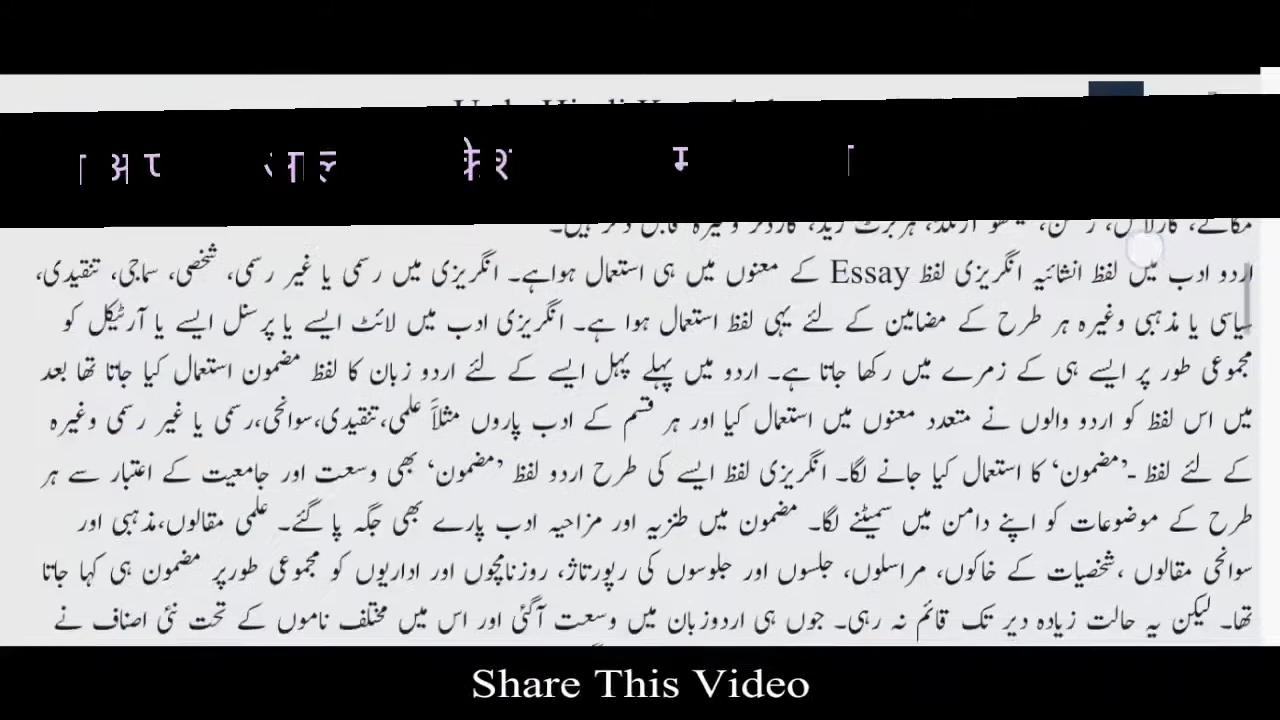 اردو ادب میں لفظ انشائیہ انگریزی لفظ Essay کے معنوں میں ہی استعمال ہواہے۔ انگریزی میں رسمی یا غیر رسمی، شخصی، سماجی، تنقیدی،
سیاسی یا مذہبی وغیرہ ہر طرح کے مضامین کے لئے یہی لفظ استعمال ہوا ہے۔ انگریزی ادب میں لائٹ ایسے یا پرسنل ایسے یا آرٹیکل کو
مجموعی طور پر ایسے ہی کے زمرے میں رکھا جاتا ہے۔ اردو میں پہلے پہل ایسے کے لئے اردو زبان کا لفظ مضمون استعمال کیا جاتا تھا بعد
میں اس لفظ کو اردو والوں نے متعدد معنوں میں استعمال کیا اور ہر قسم کے ادب پاروں مثلاً علمی،تنقیدی،سوانحی،رسمی یا غیر رسمی وغیرہ
کے لئے لفظ -’مضمون‘ کا استعمال کیا جانے لگا۔ انگریزی لفظ ایسے کی طرح اردو لفظ ’مضمون‘ بھی وسعت اور جامعیت کے اعتبار سے ہر
طرح کے موضوعات کو اپنے دامن میں سمیٹنے لگا۔ مضمون میں طنزیہ اور مزاحیہ ادب پارے بھی جگہ پا گئے۔ علمی مقالوں،مذہبی اور
سوانحی مقالوں ،شخصیات کے خاکوں، مراسلوں، جلسوں اور جلوسوں کی رپورتاژ، روزنامچوں اور اداریوں کو مجموعی طورپر مضمون ہی کہا جاتا
تھا۔ لیکن یہ حالت زیادہ دیر تک قائم نہ رہی۔ جوں ہی اردوزبان میں وسعت آگئی اور اس میں مختلف ناموں کے تحت نئی اصناف نے
Share This Video